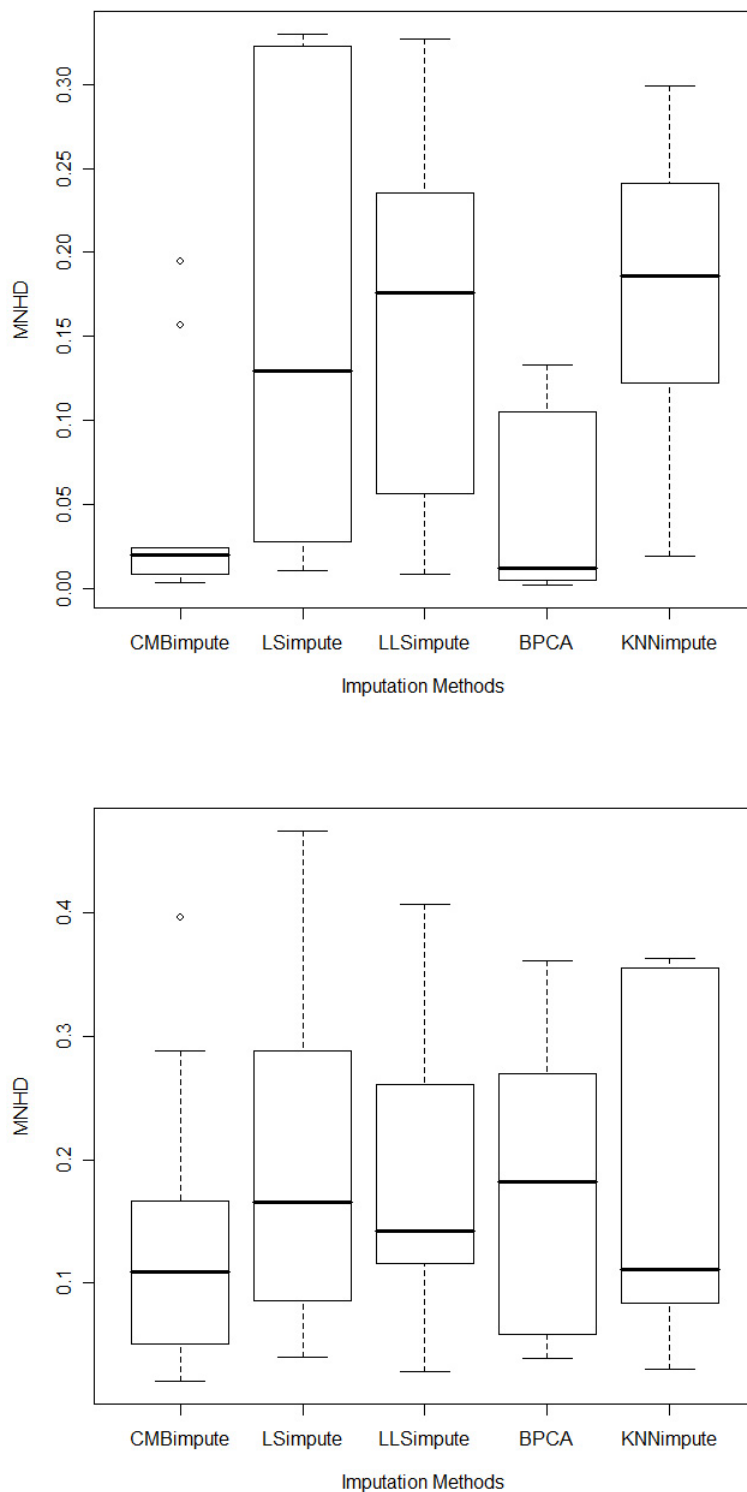 MNHD
0.30
0.25
0.20
0.15
0.10
0.05
0.00
CMBimpute LSimpute LLSimpute BPCA KNNimpute
Imputation Methods
MNHD
0.4
0.3
0.2
0.1
CMBimpute LSimpute LLSimpute BPCA KNNimpute
Imputation Methods